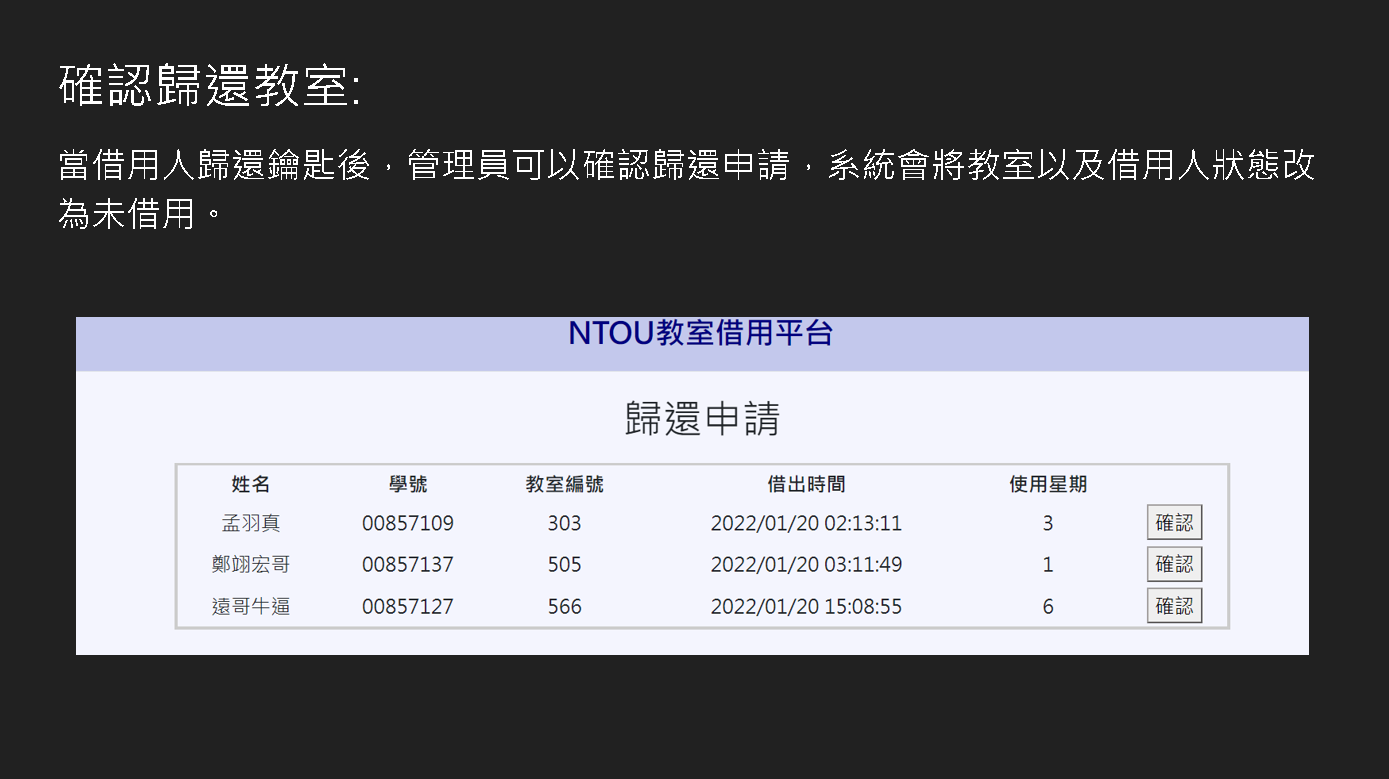 確認歸還教室:
當借用人歸還鑰匙後，管理員可以確認歸還申請，系統會將教室以及借用人狀態改
為未借用。
NTOU教室借用平台
歸還申請
姓名 學號 教室編號 借出時間 使用星期
孟羽真 00857109 303 2022/01/20 02:13:11 3 確認
鄭翊宏哥 00857137 505 2022/01/20 03:11:49 1 確認
遠哥牛逼 00857127 566 2022/01/20 15:08:55 6 確認